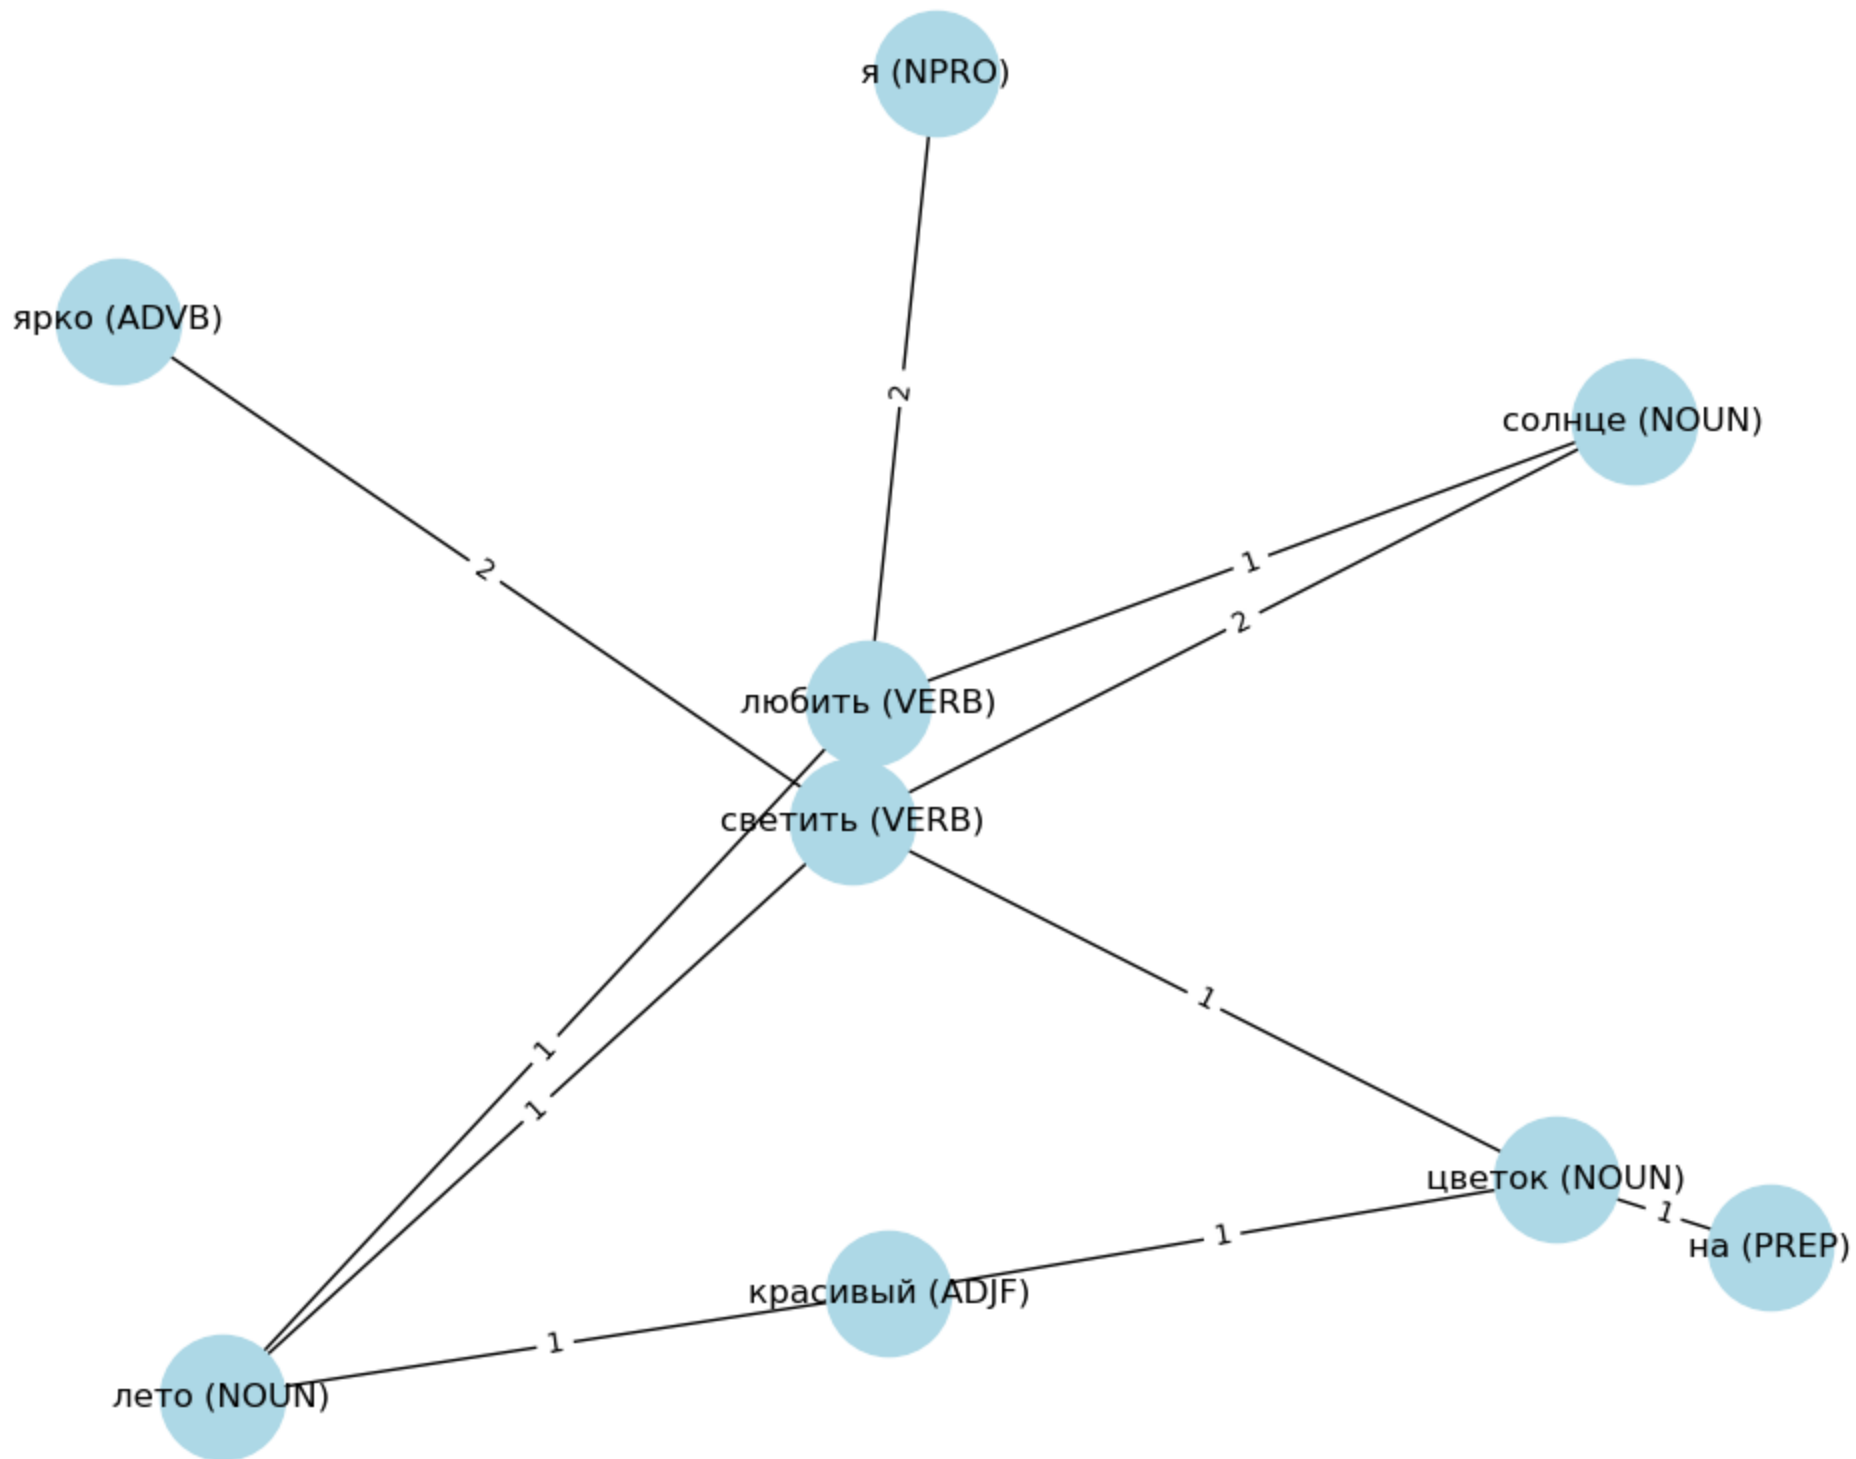 я (NPRO)
ярко (ADVB)
2
солнце (NOUN)
2
1
2
любить (VERB)
светить (VERB)
1
1
1
цветок (NOUN)
1
1
на (PREP)
красивый (ADJF)
1
лето (NOUN)